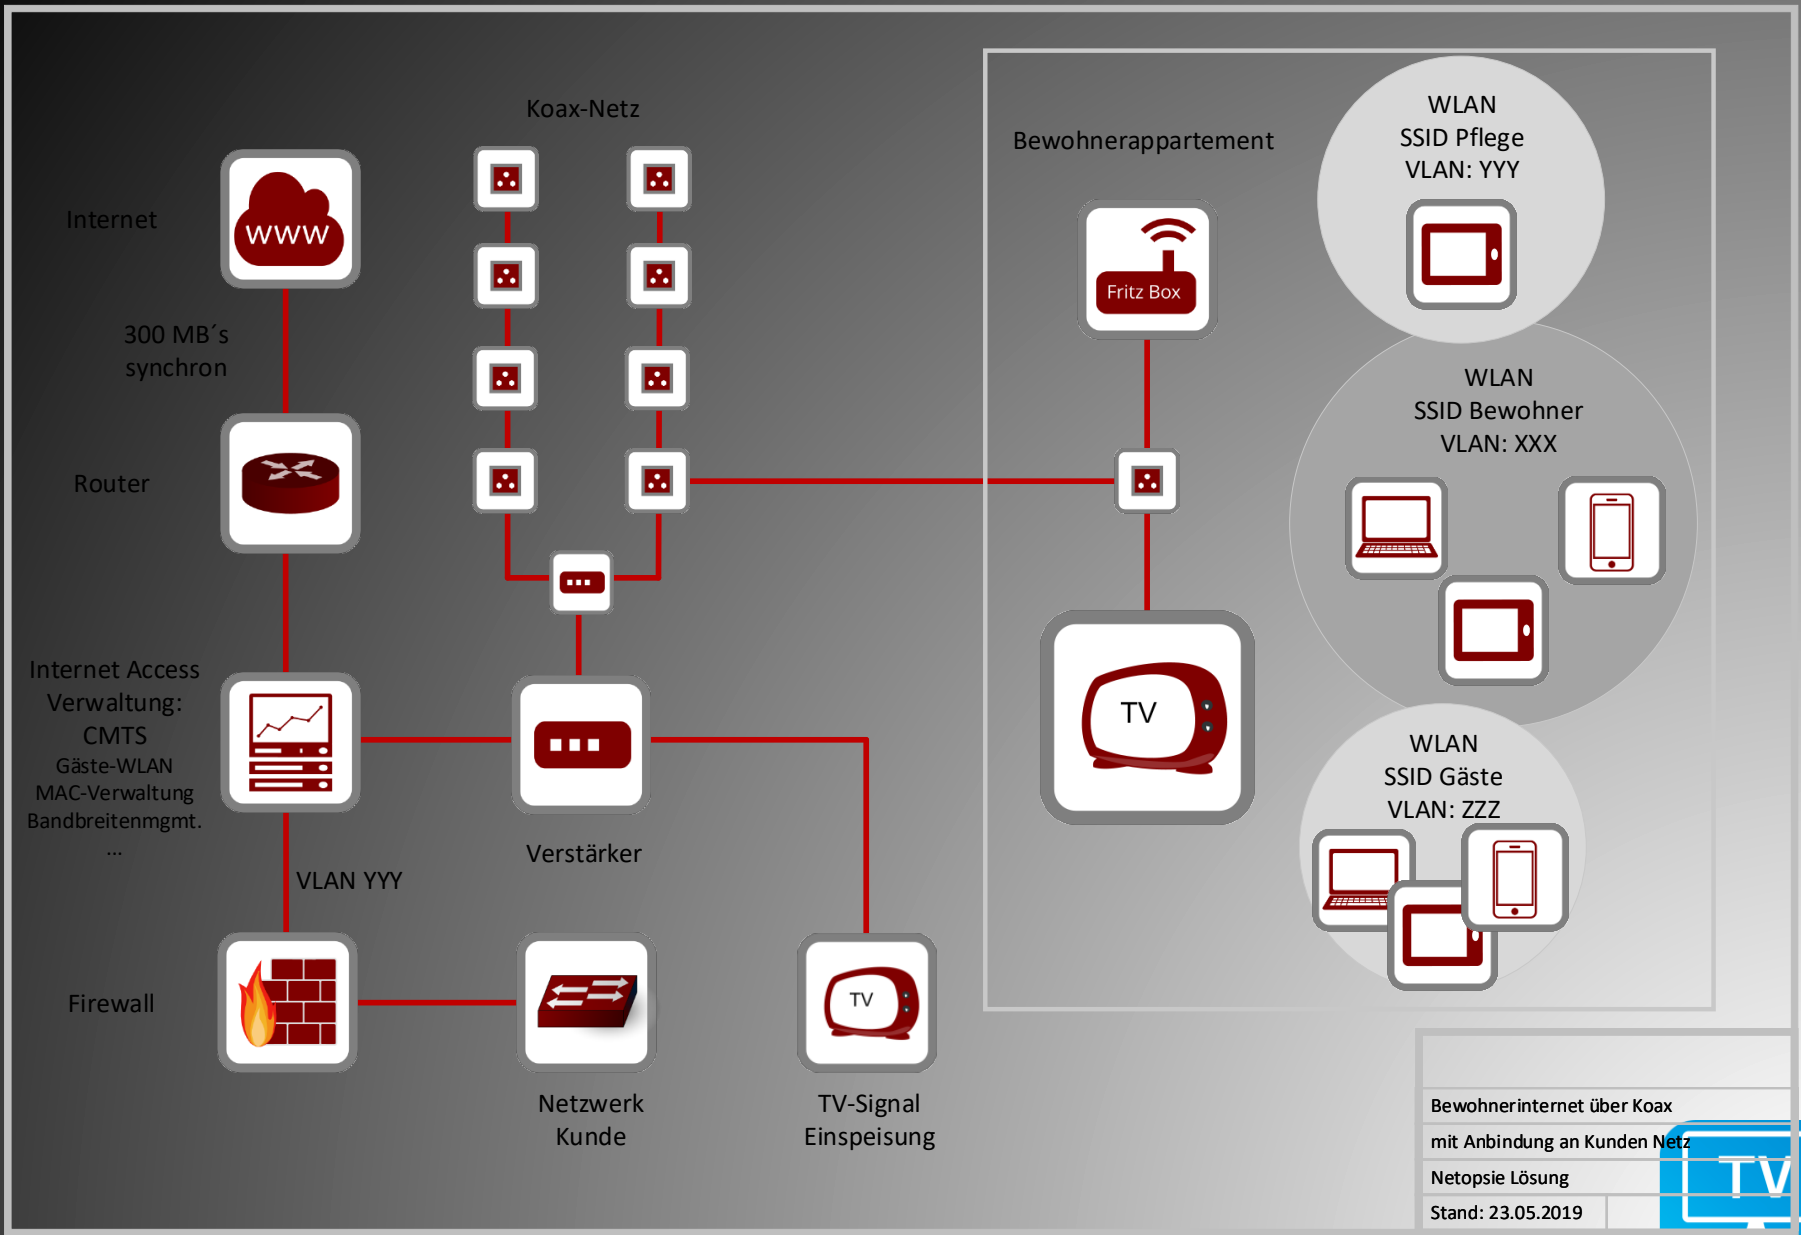 Koax-Netz
Internet
WWW
300 MB´s
synchron
Router
Internet Access
Verwaltung:
CMTS
Gäste-WLAN
MAC-Verwaltung
Bandbreitenmgmt.
...
VLAN YYY
Firewall
Verstärker
Netzwerk
Kunde
TV
TV-Signal
Einspeisung
Bewohnerappartement
Fritz Box
TV
WLAN
SSID Pflege
VLAN: YYY
WLAN
SSID Bewohner
VLAN: XXX
WLAN
SSID Gäste
VLAN: ZZZ
Bewohnerinternet über Koax
mit Anbindung an Kunden Netz
Netopsie Lösung
Stand: 23.05.2019
TV